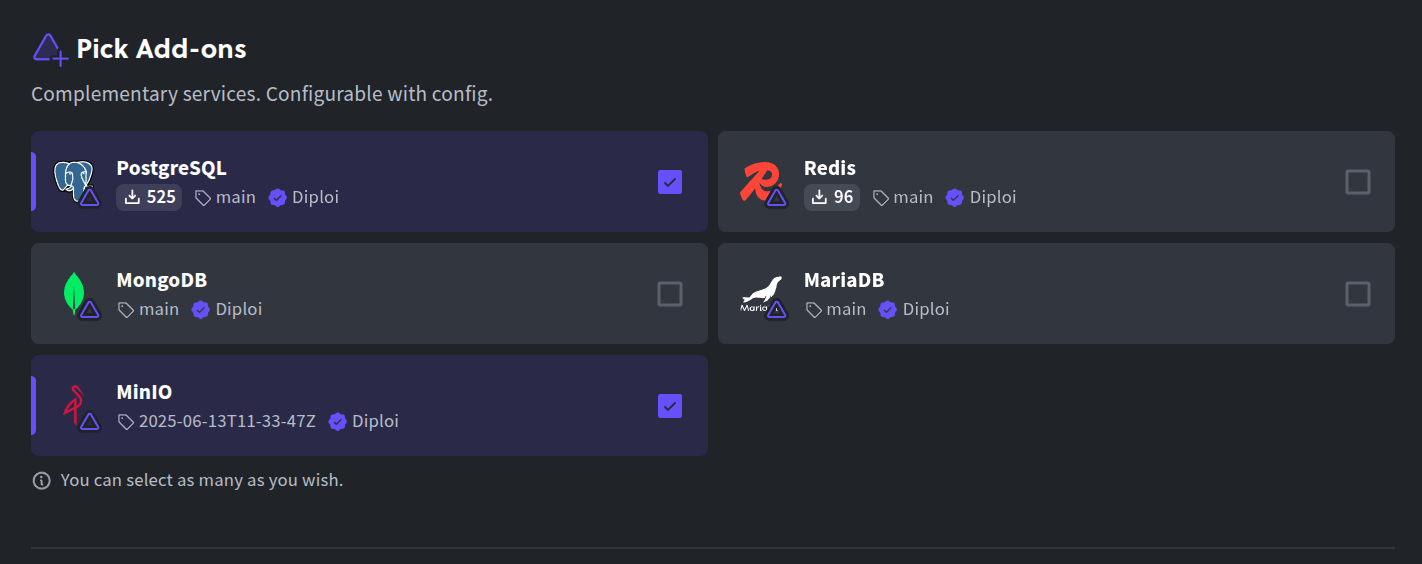 Pick Add-ons
Complementary services. Configurable with config.
PostgreSQL
525 main Diploi
Redis
96 main Diploi
MongoDB
main Diploi
MariaDB
main Diploi
MinIO
2025-06-13T11-33-47Z Diploi
You can select as many as you wish.